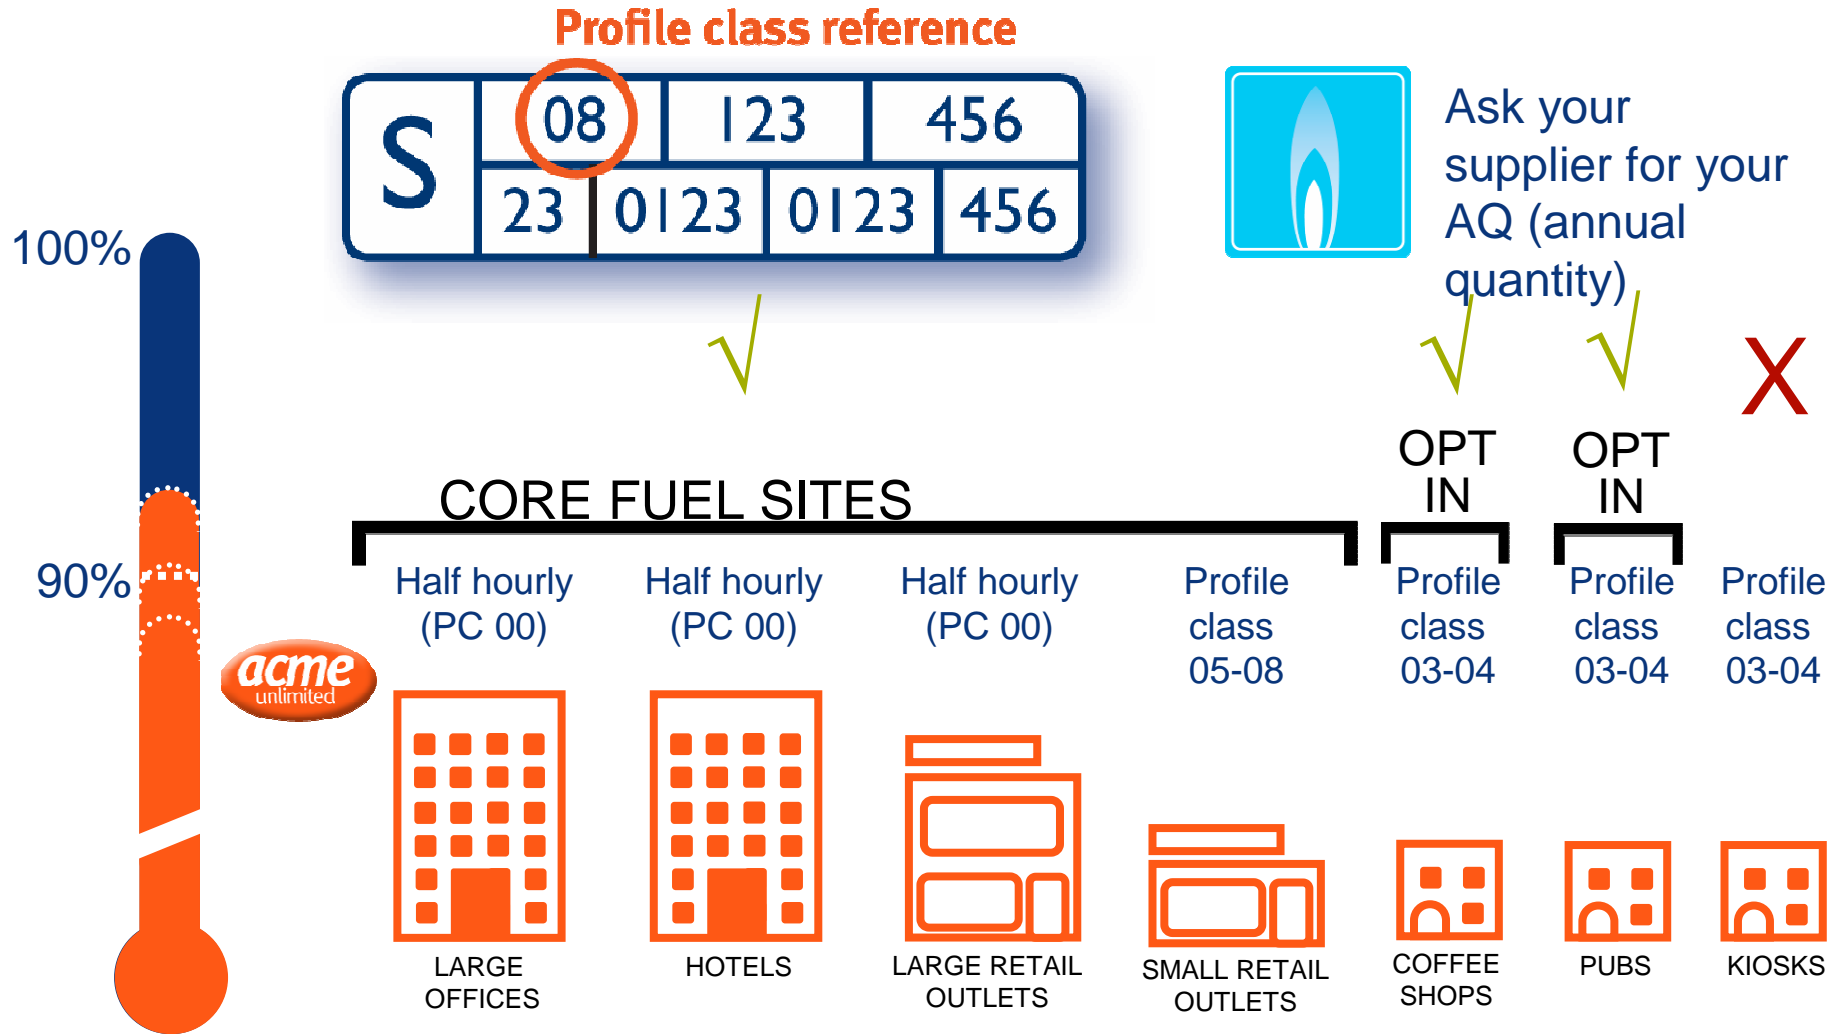 Profile class reference
S
08
123
456
23
0123
0123
456
Ask your
supplier for your
AQ (annual
quantity)
100%
90%
√
√
√
X
OPT
IN
OPT
IN
CORE FUEL SITES
Half hourly
(PC 00)
Half hourly
(PC 00)
Half hourly
(PC 00)
Profile
class
05-08
Profile
class
03-04
Profile
class
03-04
Profile
class
03-04
acme
unlimited
LARGE
OFFICES
HOTELS
LARGE RETAIL
OUTLETS
SMALL RETAIL
OUTLETS
COFFEE
SHOPS
PUBS
KIOSKS